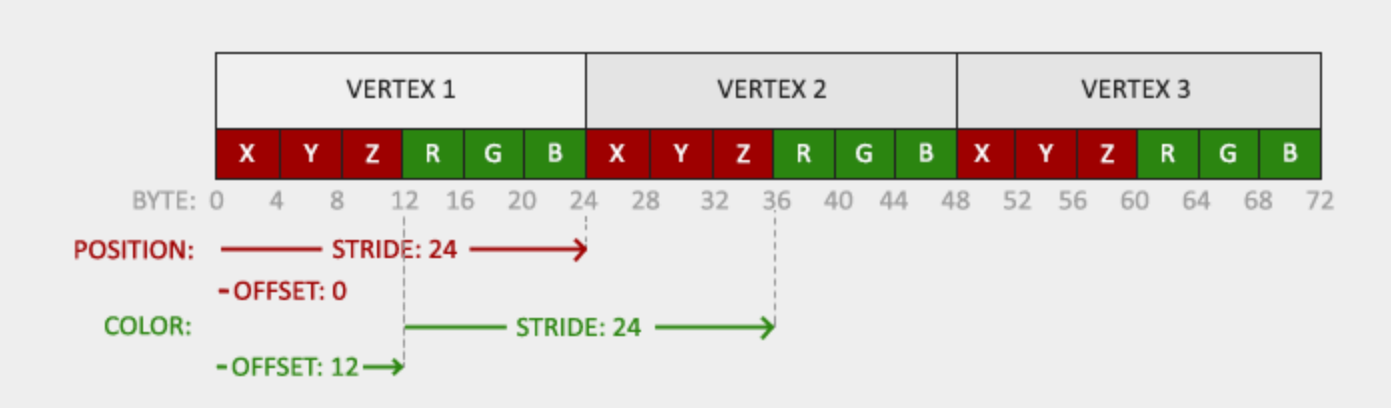 VERTEX 1 VERTEX 2 VERTEX 3
X Y Z R G B X Y Z R G B X Y Z R G B
BYTE: 0 4 8 12 16 20 24 28 32 36 40 44 48 52 56 60 64 68 72
POSITION: STRIDE: 24
-OFFSET: 0
COLOR: STRIDE: 24
-OFFSET: 12